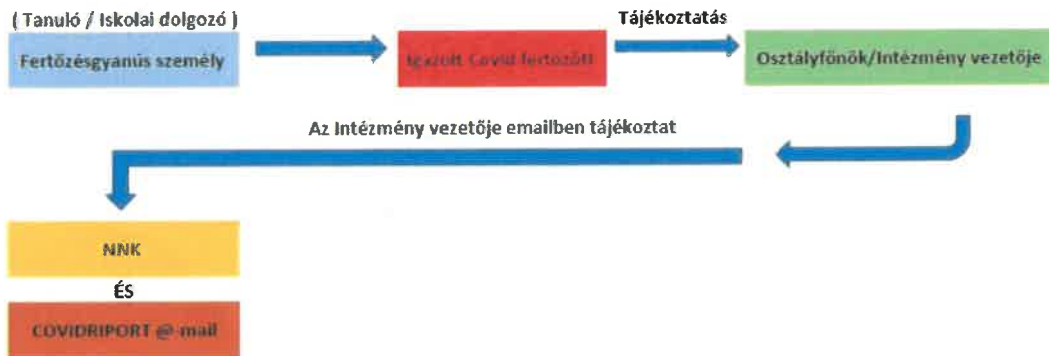 ( Tanuló / Iskolai dolgozó )
Fertőzésgyanús személy
Igazolt Covid fertőzött
Tájékoztatás
Osztályfőnök/Intézmény vezetője
Az Intézmény vezetője emailben tájékoztat
NNK
ÉS
COVIDRIPORT @-mail